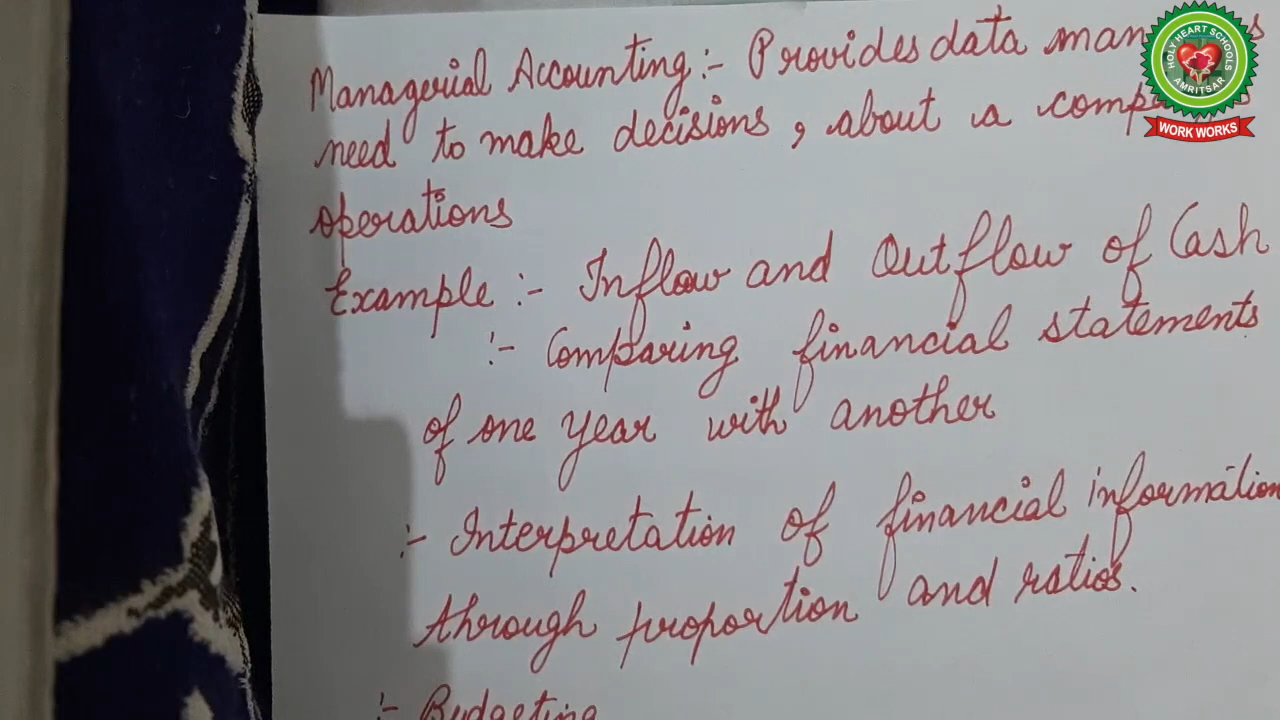 Managerial Accounting :- Provides data man s
need to make decisions, about a comp s
operations
Example :- Inflow and Outflow of Cash
:- Comparing financial statements
of one year with another
:- Interpretation of financial information
through proportion and ratios.
:- Budgeting
HOLY HEART SCHOOLS
AMRITSAR
WORK WORKS